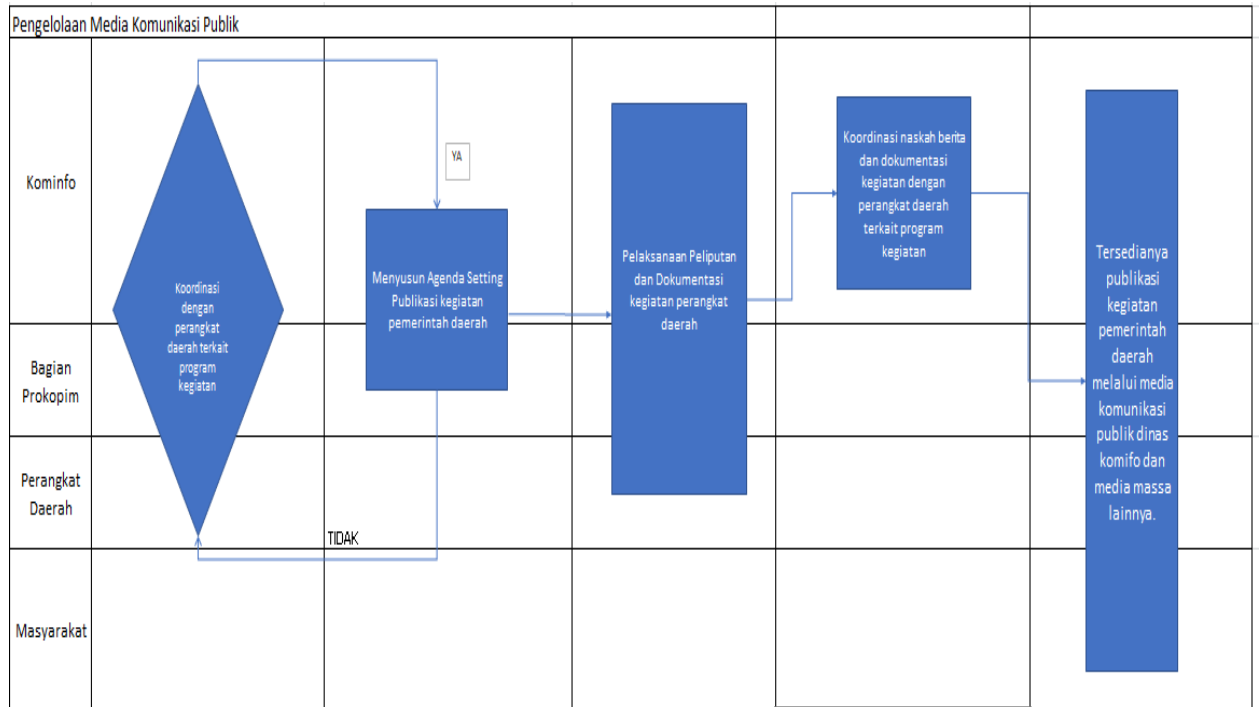 Pengelolaan Media Komunikasi Publik
Kominfo
Bagian
Prokopim
Perangkat
Daerah
Masyarakat
Koordinasi
dengan
perangkat
daerah terkait
program
kegiatan
YA
TIDAK
Menyusun Agenda Setting
Publikasi kegiatan
pemerintah daerah
Pelaksanaan Peliputan
dan Dokumentasi
kegiatan perangkat
daerah
Koordinasi naskah berita
dan dokumentasi
kegiatan dengan
perangkat daerah
terkait program
kegiatan
Tersedianya
publikasi
kegiatan
pemerintah
daerah
melalui media
komunikasi
publik dinas
komifo dan
media massa
lainnya.